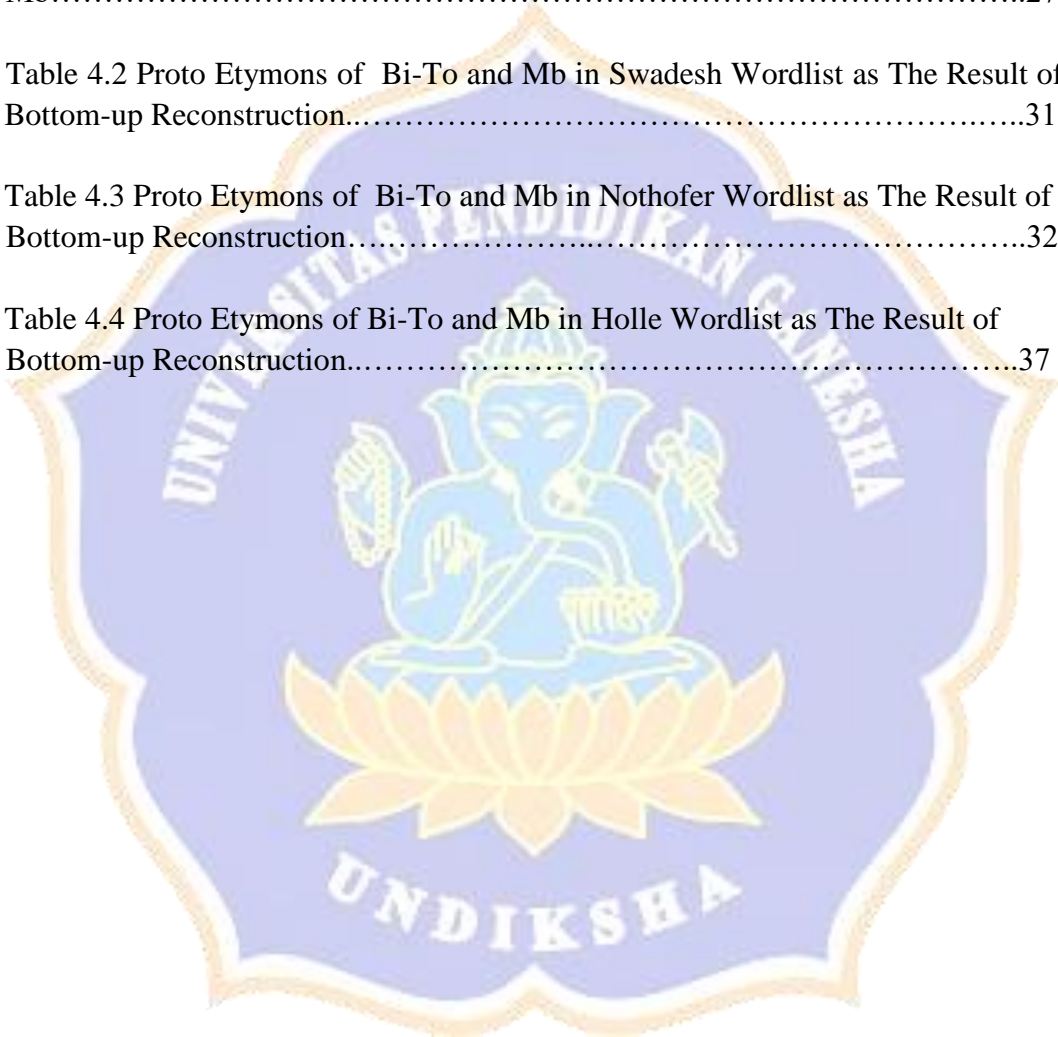 Table 4.2 Proto Etymons of Bi-To and Mb in Swadesh Wordlist as The Result of
Bottom-up Reconstruction..………………………………………………….…..31
Table 4.3 Proto Etymons of Bi-To and Mb in Nothofer Wordlist as The Result of
Bottom-up Reconstruction……………………………………………………..32
Table 4.4 Proto Etymons of Bi-To and Mb in Holle Wordlist as The Result of
Bottom-up Reconstruction..…………………………………………………..37
UNIVERSITAS PENDIDIKAN GANESHA
UNDIKSHA